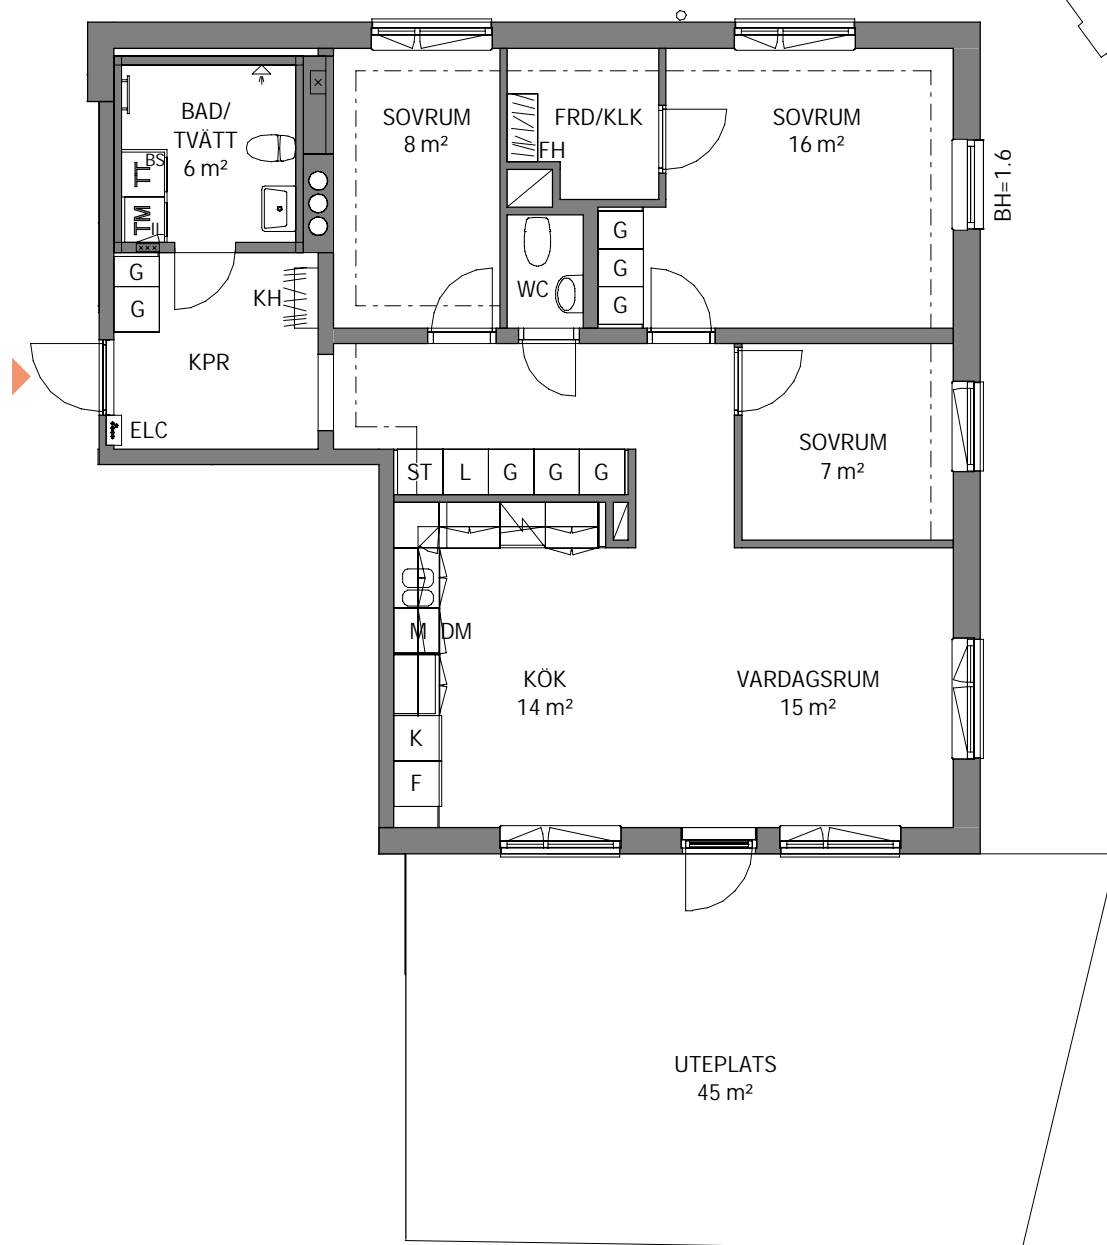 BAD/
TVÄTT
6 m²
BS
TT
TM
SOVRUM
8 m²
FRD/KLK
FH
SOVRUM
16 m²
BH=1.6
G
G
G
WC
G
G
KH
KPR
ELC
SOVRUM
7 m²
ST
L
G
G
G
M
DM
KÖK
14 m²
VARDAGSRUM
15 m²
K
F
UTEPLATS
45 m²